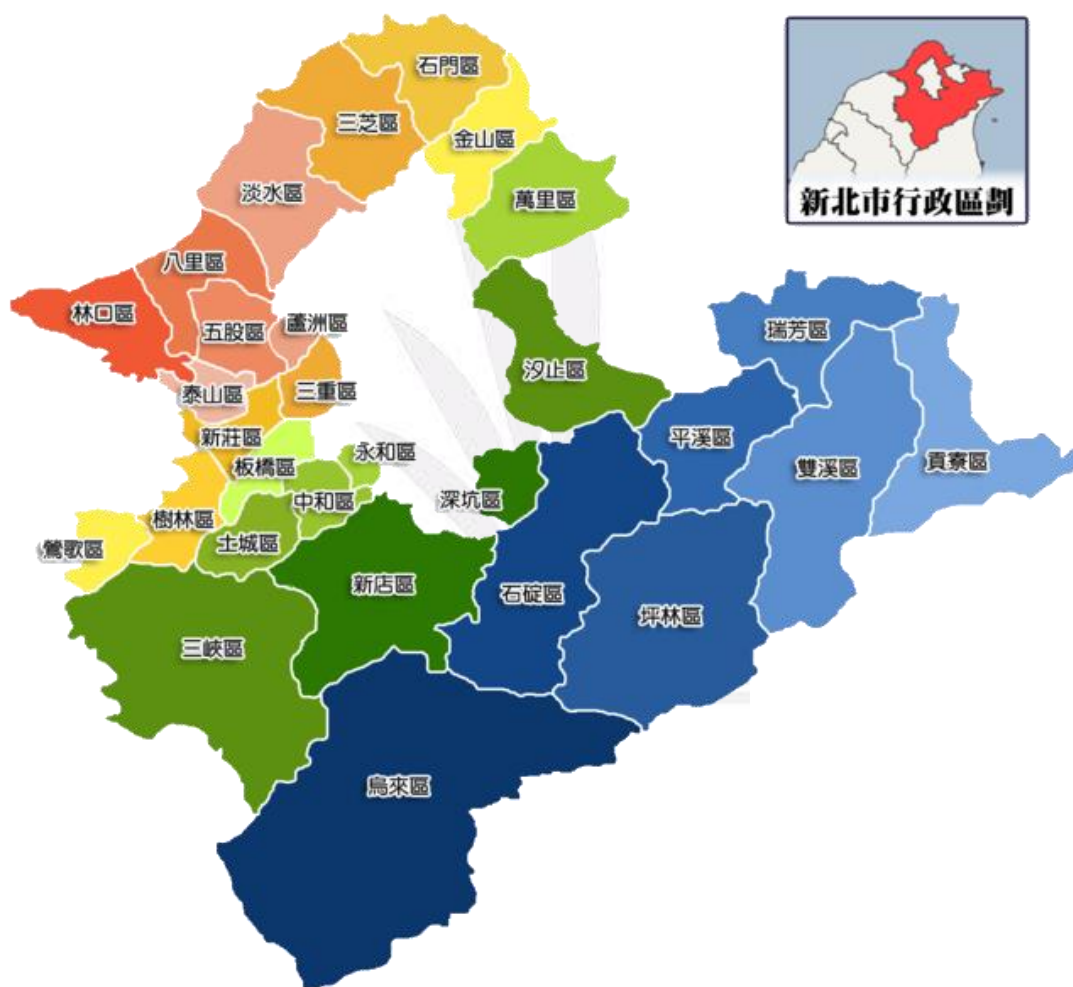 石門區
三芝區
金山區
淡水區
萬里區
新北市行政區劃
八里區
林口區
五股區
蘆洲區
瑞芳區
汐止區
泰山區
三重區
新莊區
平溪區
永和區
板橋區
雙溪區
貢寮區
中和區
深坑區
樹林區
土城區
鶯歌區
新店區
石碇區
坪林區
三峽區
烏來區